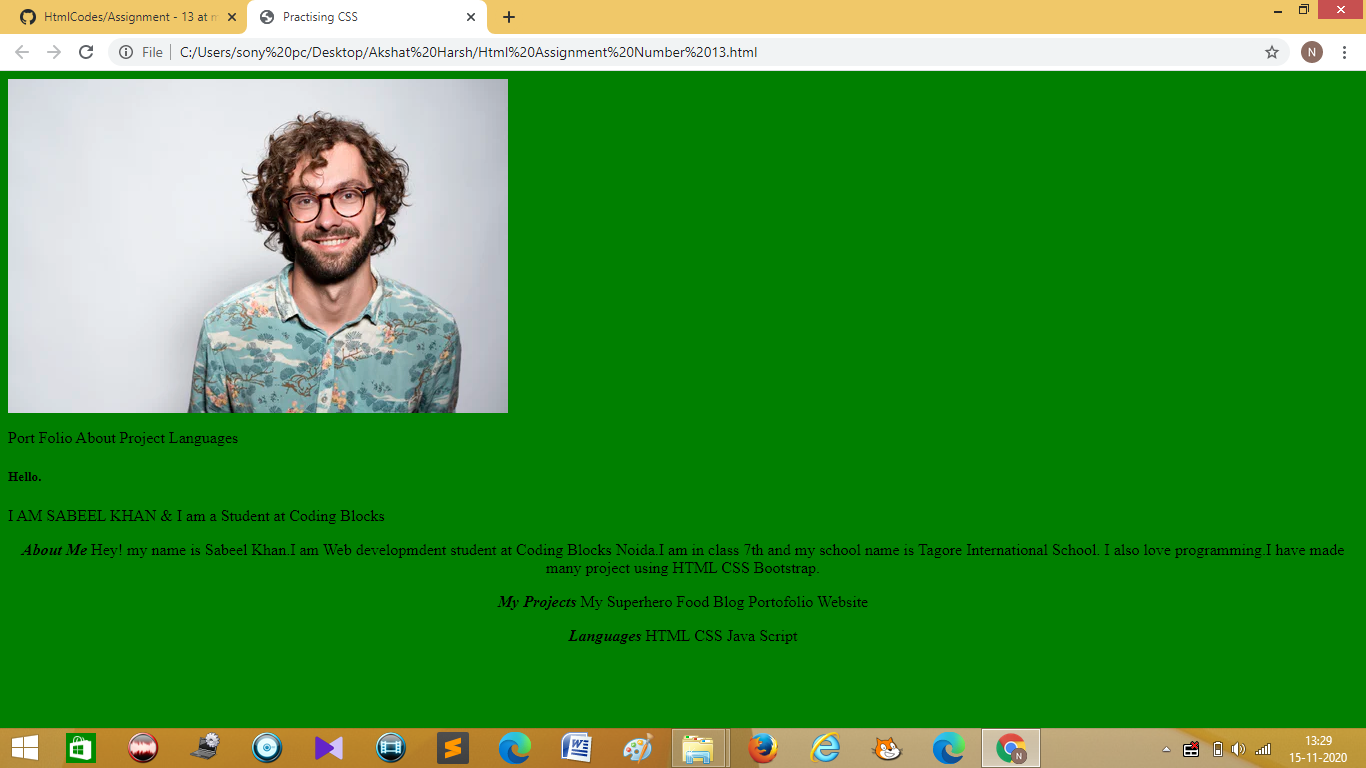 HtmlCodes/Assignment - 13 at m
Practising CSS
File
C:/Users/sony%20pc/Desktop/Akshat%20Harsh/Html%20Assignment%20Number%2013.html
N
Port Folio About Project Languages
Hello.
I AM SABEEL KHAN & I am a Student at Coding Blocks
About Me Hey! my name is Sabeel Khan.I am Web developmdent student at Coding Blocks Noida.I am in class 7th and my school name is Tagore International School. I also love programming.I have made
many project using HTML CSS Bootstrap.
My Projects My Superhero Food Blog Portofolio Website
Languages HTML CSS Java Script
N
13:29
15-11-2020